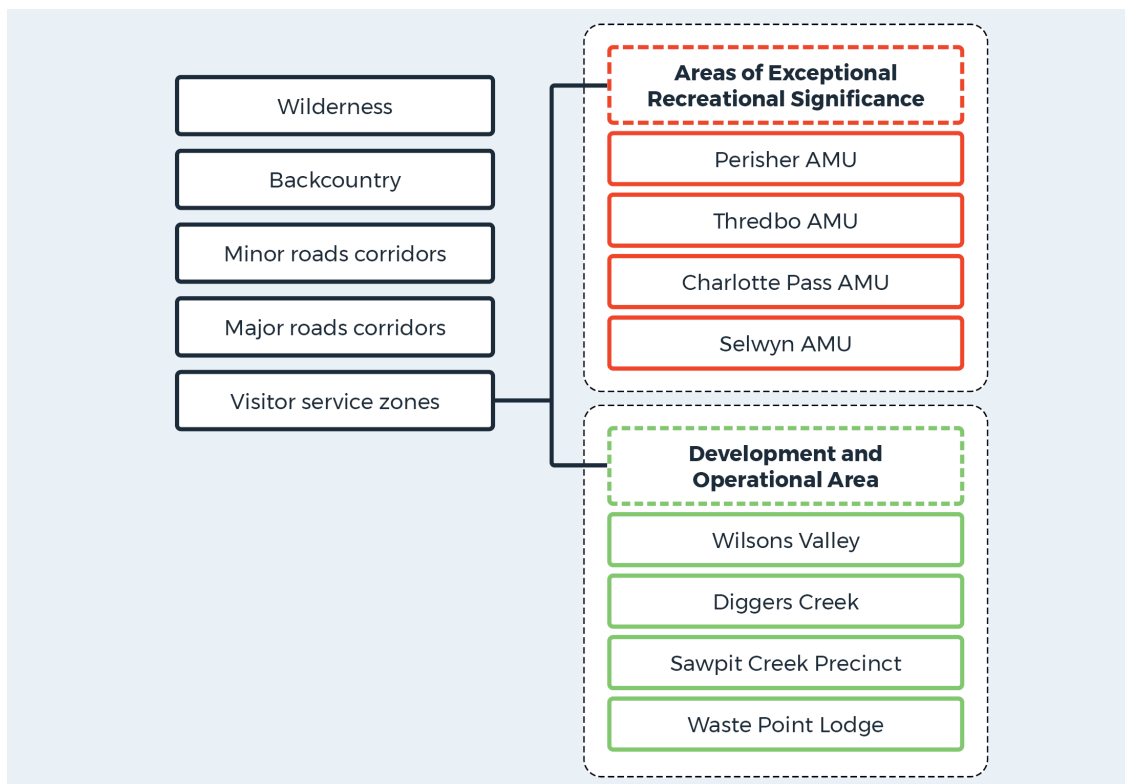 Wilderness
Backcountry
Minor roads corridors
Major roads corridors
Visitor service zones
Areas of Exceptional
Recreational Significance
Perisher AMU
Thredbo AMU
Charlotte Pass AMU
Selwyn AMU
Development and
Operational Area
Wilsons Valley
Diggers Creek
Sawpit Creek Precinct
Waste Point Lodge